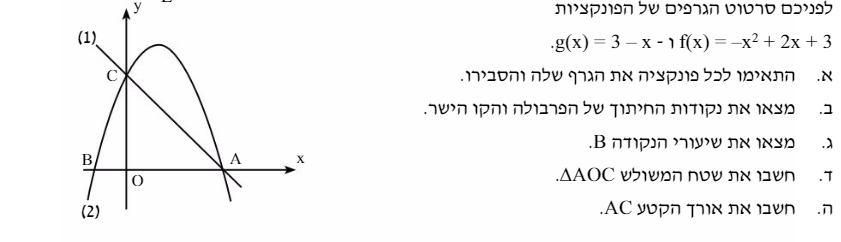 לפניכם סרטוט הגרפים של הפונקציות
f(x) = –x² + 2x + 3 ו - g(x) = 3 – x.
א. התאימו לכל פונקציה את הגרף שלה והסבירו.
ב. מצאו את נקודות החיתוך של הפרבולה והקו הישר.
ג. מצאו את שיעורי הנקודה B.
ד. חשבו את שטח המשולש ΔAOC.
ה. חשבו את אורך הקטע AC.
y
(1)
C
B
A
x
O
(2)